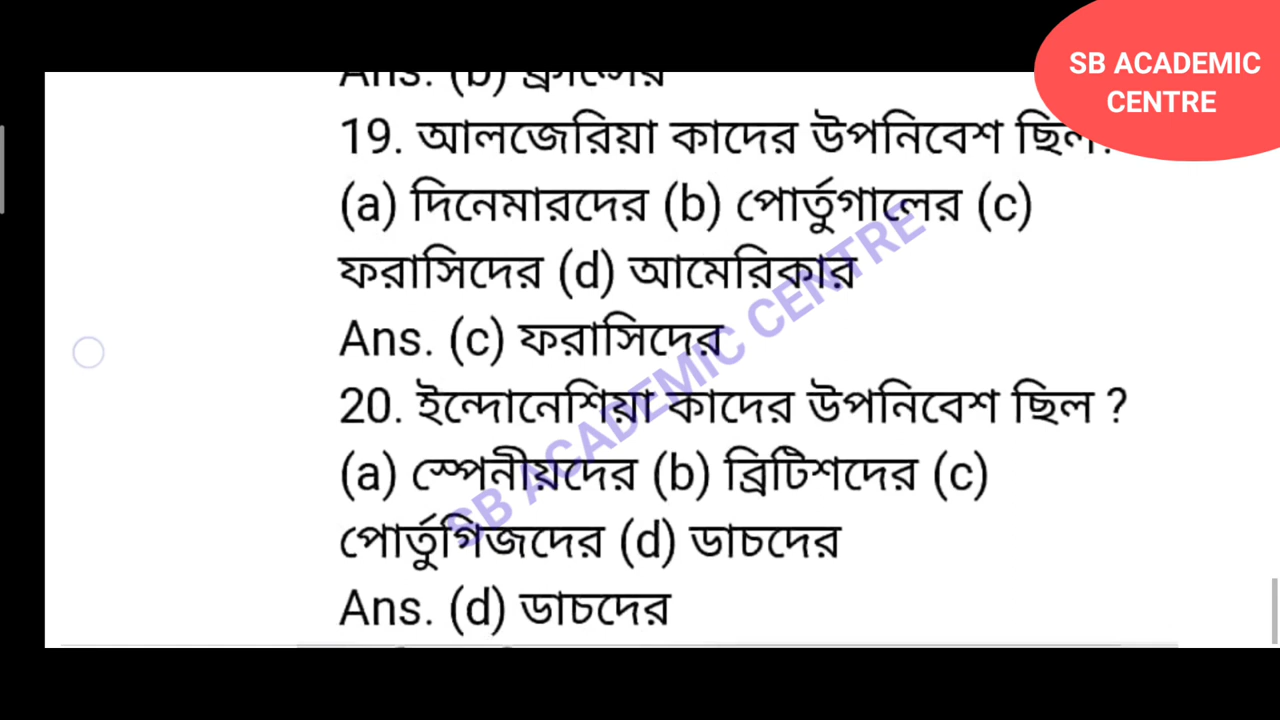 SB ACADEMIC
CENTRE
Ans. (b) ফ্রান্সের
19. আলজেরিয়া কাদের উপনিবেশ ছিল?
(a) দিনেমারদের (b) পোর্তুগালের (c)
ফরাসিদের (d) আমেরিকার
Ans. (c) ফরাসিদের
20. ইন্দোনেশিয়া কাদের উপনিবেশ ছিল ?
(a) স্পেনীয়দের (b) ব্রিটিশদের (c)
পোর্তুগিজদের (d) ডাচদের
Ans. (d) ডাচদের
SB ACADEMIC CENTRE